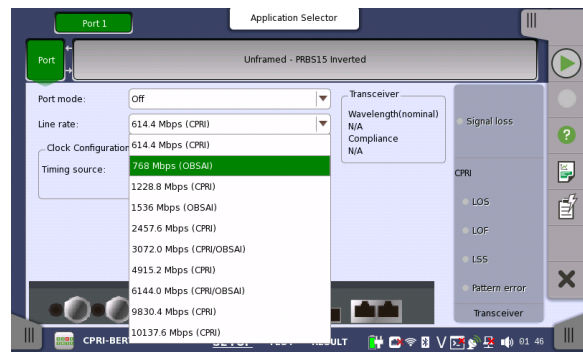 Port 1
Application Selector
Port
Unframed - PRBS15 Inverted
Port mode:
Off
Line rate:
614.4 Mbps (CPRI)
Transceiver
Wavelength(nominal)
N/A
Compliance
N/A
Signal loss
Clock Configuration
Timing source:
614.4 Mbps (CPRI)
768 Mbps (OBSAI)
1228.8 Mbps (CPRI)
1536 Mbps (OBSAI)
2457.6 Mbps (CPRI)
3072.0 Mbps (CPRI/OBSAI)
4915.2 Mbps (CPRI)
6144.0 Mbps (CPRI/OBSAI)
9830.4 Mbps (CPRI)
10137.6 Mbps (CPRI)
CPRI
LOS
LOF
LSS
Pattern error
Transceiver
CPRI-BER
01 46